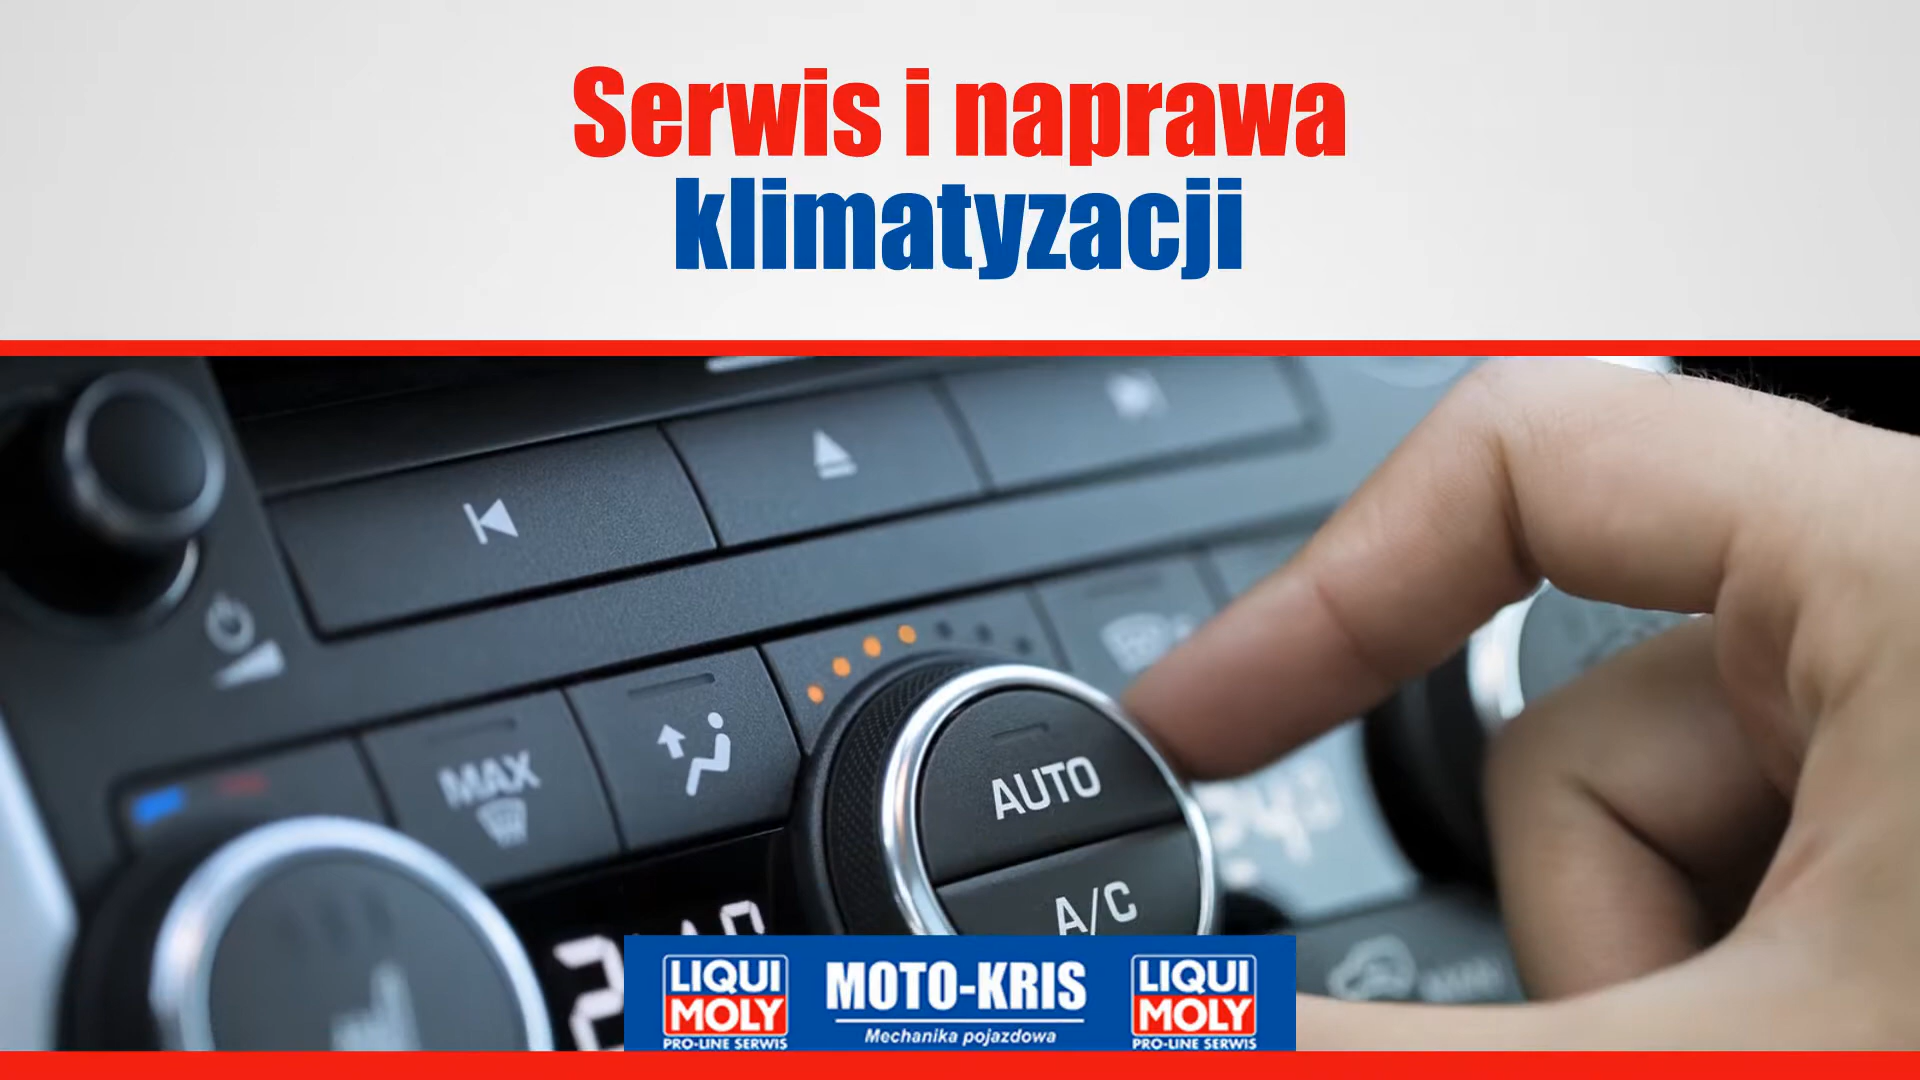 Serwis i naprawa
klimatyzacji
MAX
AUTO
A/C
LIQUI
MOLY
PRO-LINE SERWIS
MOTO-KRIS
Mechanika pojazdowa
LIQUI
MOLY
PRO-LINE SERWIS